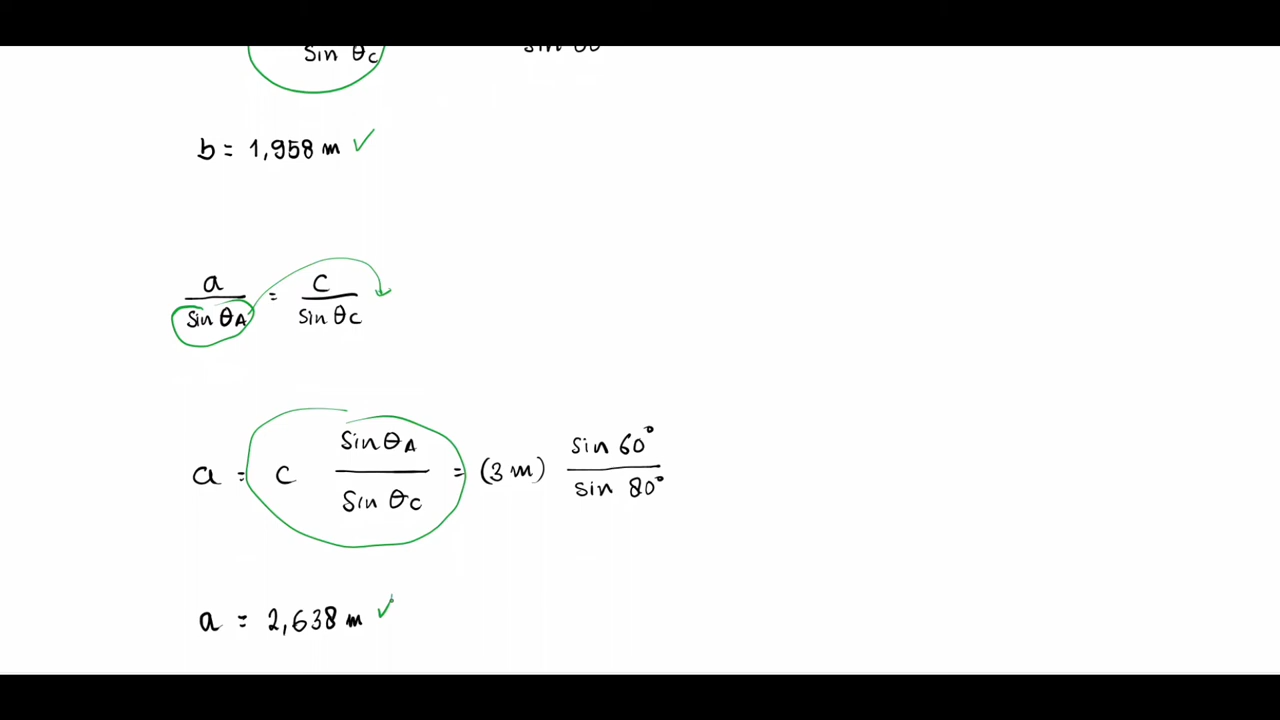 sin θc
b = 1,958 m ✓
a / sin θA = c / sin θc
a = c sin θA / sin θc = (3 m) sin 60° / sin 80°
a = 2,638 m ✓